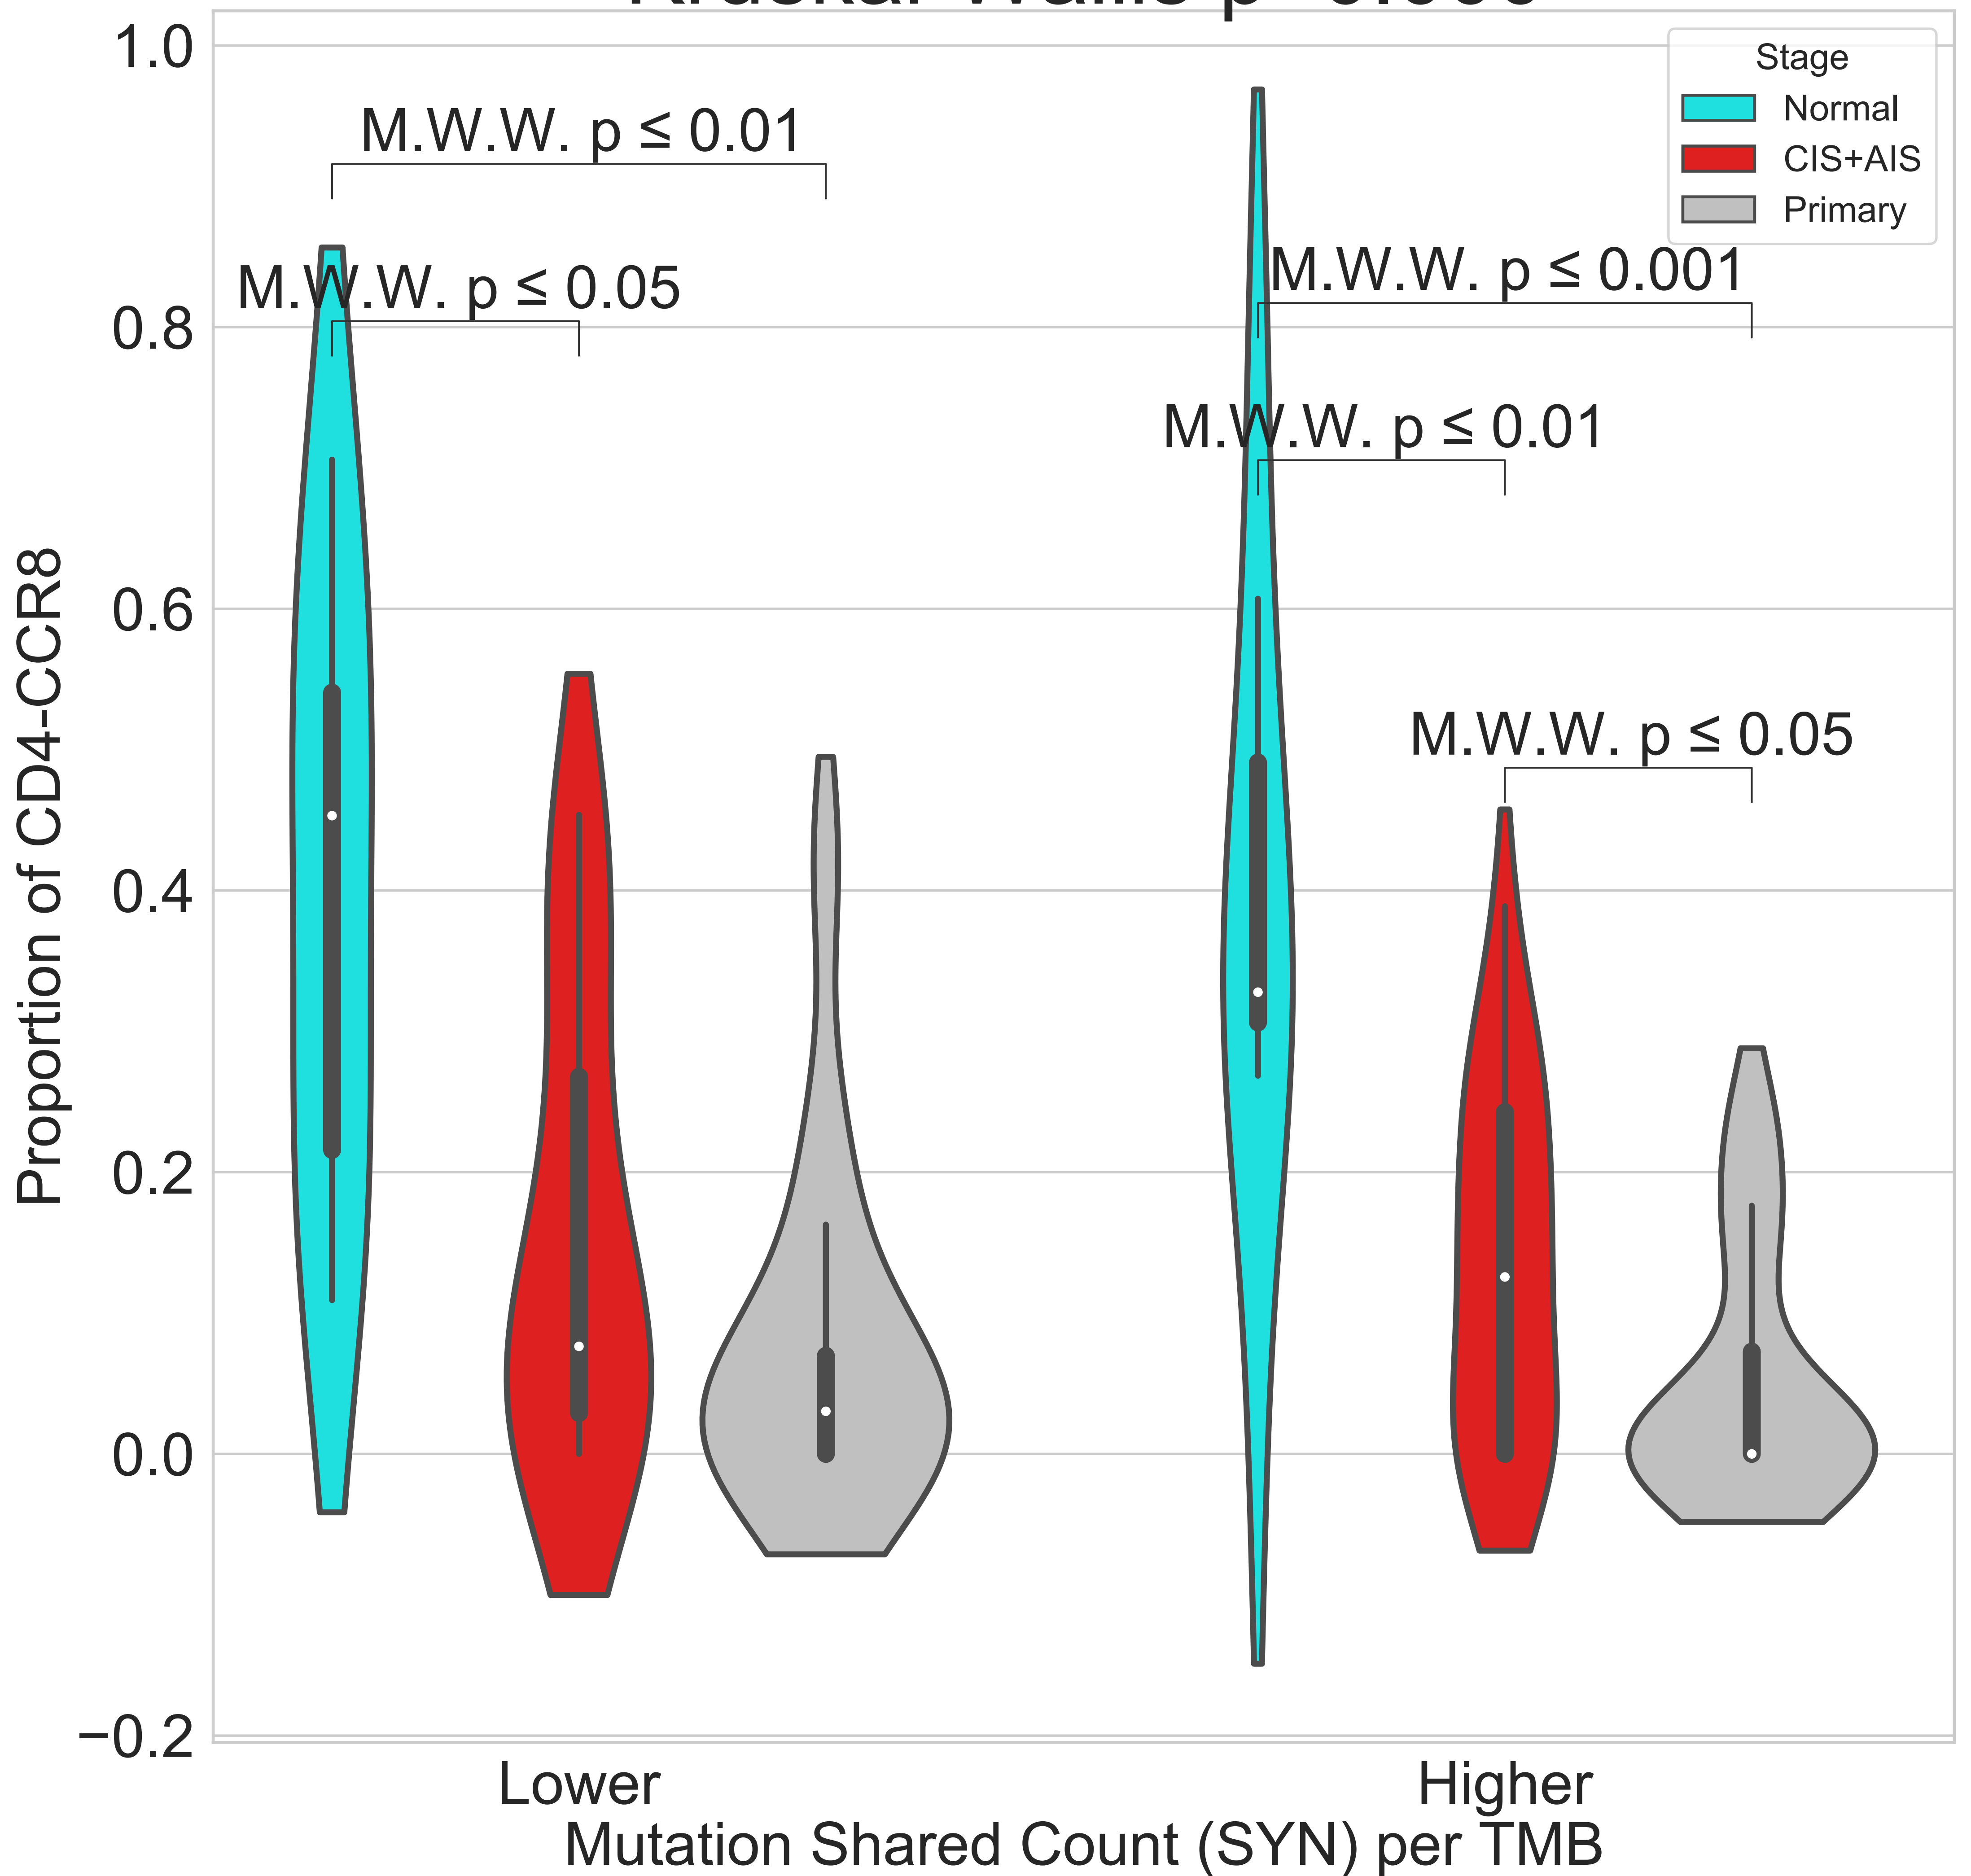 1.0
0.8
0.6
0.4
0.2
0.0
−0.2
Proportion of CD4-CCR8
Stage
Normal
CIS+AIS
Primary
M.W.W. p ≤ 0.01
M.W.W. p ≤ 0.05
M.W.W. p ≤ 0.001
M.W.W. p ≤ 0.01
M.W.W. p ≤ 0.05
Lower
Higher
Mutation Shared Count (SYN) per TMB